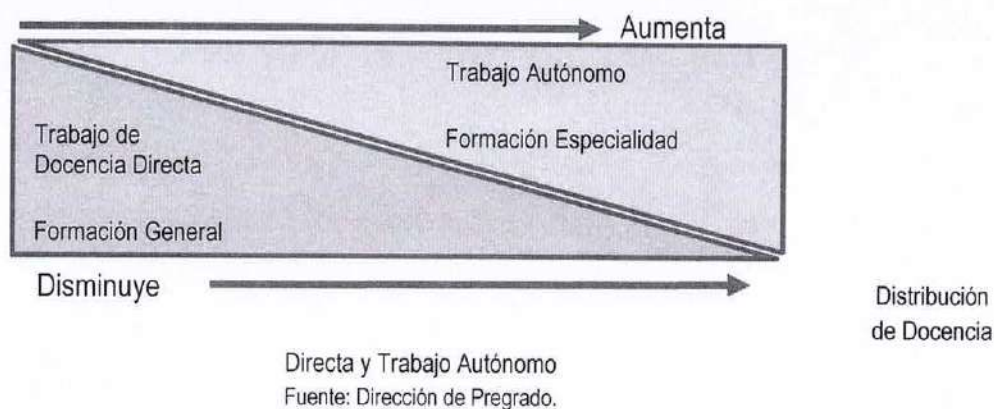 Aumenta
Trabajo Autónomo
Formación Especialidad
Trabajo de
Docencia Directa
Formación General
Disminuye
Distribución
de Docencia
Directa y Trabajo Autónomo
Fuente: Dirección de Pregrado.